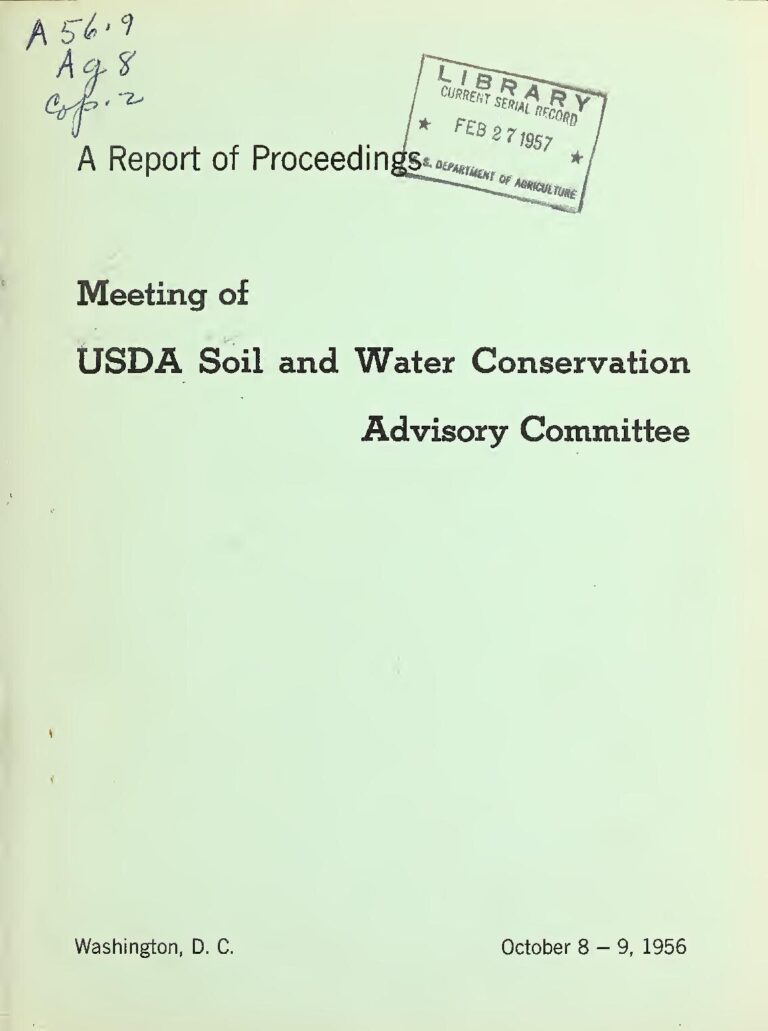 A 56.9
Ag 8
Cop. 2
LIBRARY
CURRENT SERIAL RECORD
★ FEB 27 1957 ★
S. DEPARTMENT OF AGRICULTURE
A Report of Proceedings
Meeting of
USDA Soil and Water Conservation
Advisory Committee
Washington, D. C.
October 8 – 9, 1956